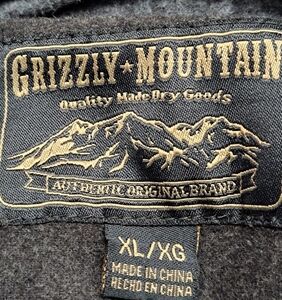 GRIZZLY★MOUNTAIN
Quality Made Dry Goods
AUTHENTIC ORIGINAL BRAND
XL/XG
MADE IN CHINA
HECHO EN CHINA